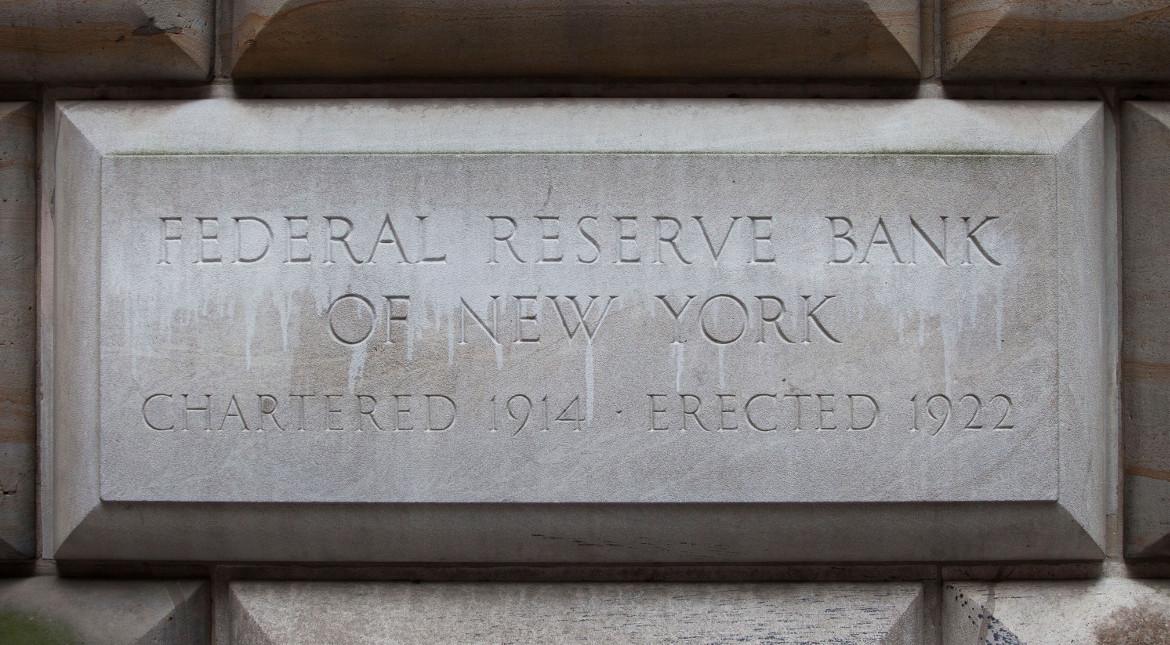 FEDERAL RESERVE BANK
OF NEW YORK
CHARTERED 1914 · ERECTED 1922